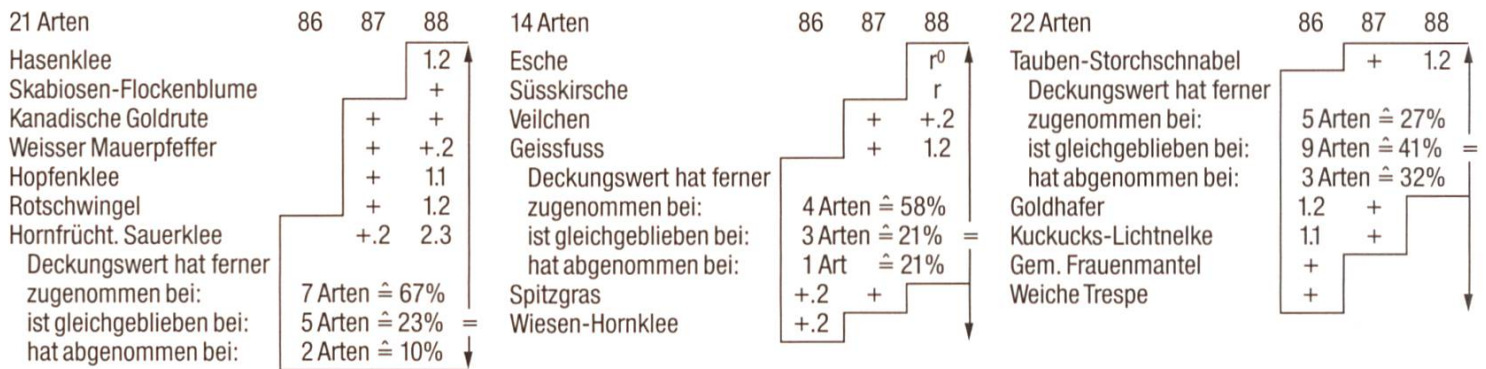 21 Arten 86 87 88
Hasenklee 1.2
Skabiosen-Flockenblume +
Kanadische Goldrute + +
Weisser Mauerpfeffer + +.2
Hopfenklee + 1.1
Rotschwingel + 1.2
Hornfrücht. Sauerklee +.2 2.3
Deckungswert hat ferner
zugenommen bei: 7 Arten ≙ 67%
ist gleichgeblieben bei: 5 Arten ≙ 23% =
hat abgenommen bei: 2 Arten ≙ 10%
14 Arten 86 87 88
Esche r⁰
Süsskirsche r
Veilchen + +.2
Geissfuss + 1.2
Deckungswert hat ferner
zugenommen bei: 4 Arten ≙ 58%
ist gleichgeblieben bei: 3 Arten ≙ 21% =
hat abgenommen bei: 1 Art ≙ 21%
Spitzgras +.2 +
Wiesen-Hornklee +.2
22 Arten 86 87 88
Tauben-Storchschnabel + 1.2
Deckungswert hat ferner
zugenommen bei: 5 Arten ≙ 27%
ist gleichgeblieben bei: 9 Arten ≙ 41% =
hat abgenommen bei: 3 Arten ≙ 32%
Goldhafer 1.2 +
Kuckucks-Lichtnelke 1.1 +
Gem. Frauenmantel +
Weiche Trespe +